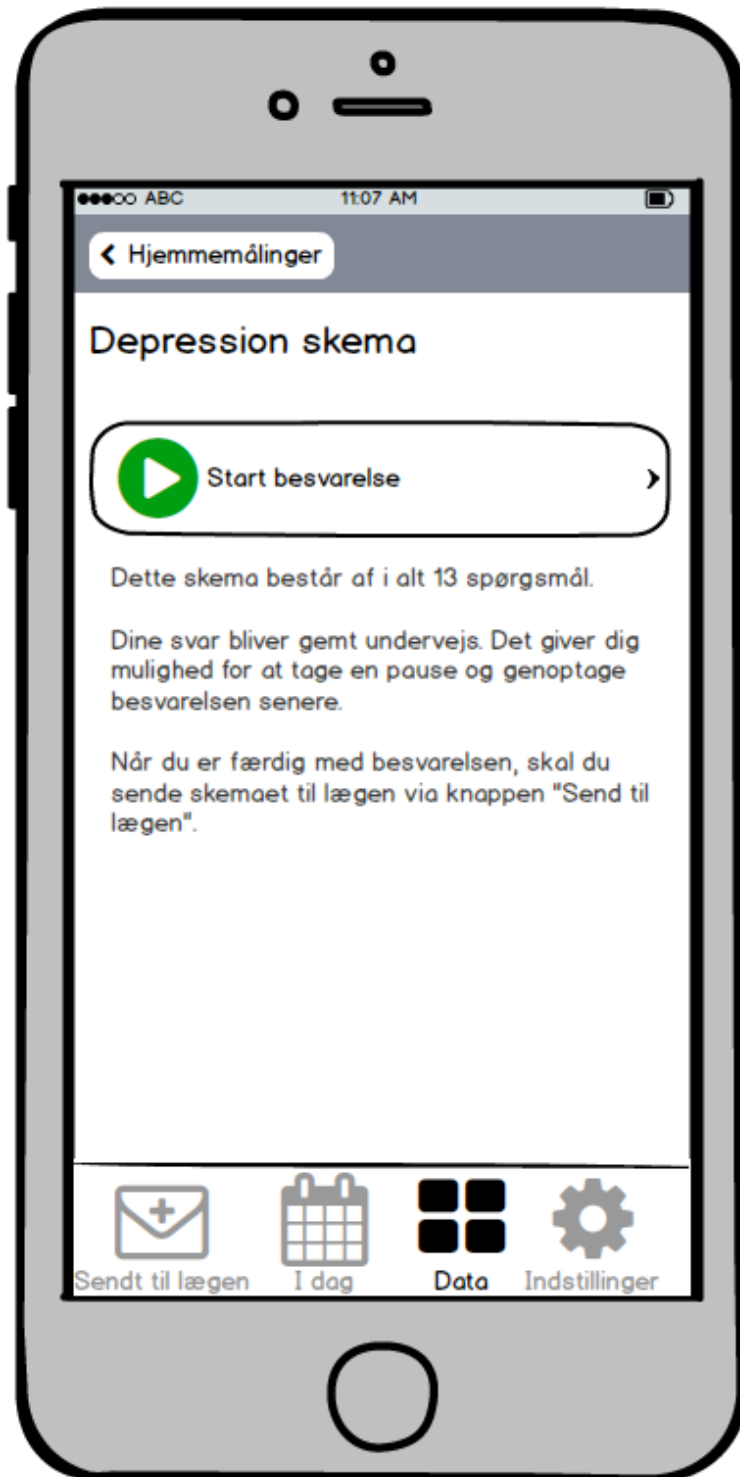 ABC 11:07 AM
Hjemmemålinger
Depression skema
Start besvarelse
Dette skema består af i alt 13 spørgsmål.
Dine svar bliver gemt undervejs. Det giver dig
mulighed for at tage en pause og genoptage
besvarelsen senere.
Når du er færdig med besvarelsen, skal du
sende skemaet til lægen via knappen "Send til
lægen".
Sendt til lægen I dag Data Indstillinger